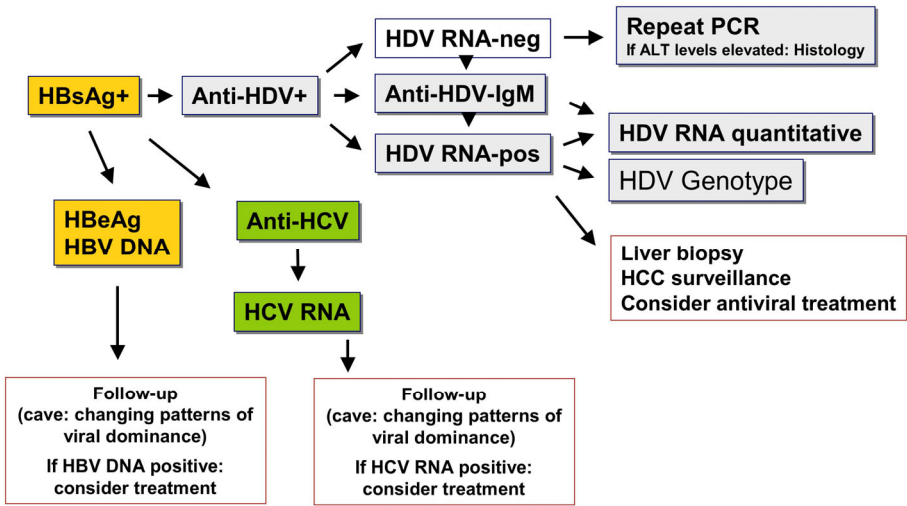 HDV RNA-neg
Repeat PCR
If ALT levels elevated: Histology
HBsAg+
Anti-HDV+
Anti-HDV-IgM
HDV RNA quantitative
HDV RNA-pos
HDV Genotype
HBeAg
HBV DNA
Anti-HCV
Liver biopsy
HCC surveillance
Consider antiviral treatment
HCV RNA
Follow-up
(cave: changing patterns of
viral dominance)
If HBV DNA positive:
consider treatment
Follow-up
(cave: changing patterns of
viral dominance)
If HCV RNA positive:
consider treatment